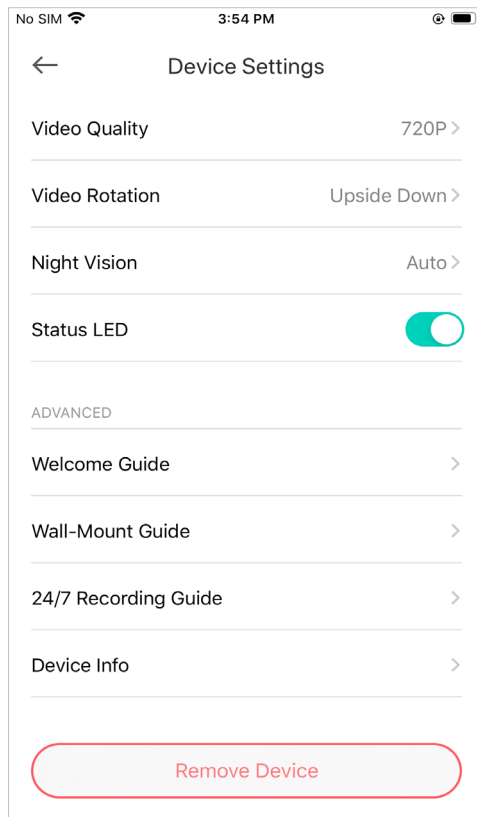 No SIM 3:54 PM
Device Settings
Video Quality 720P
Video Rotation Upside Down
Night Vision Auto
Status LED
ADVANCED
Welcome Guide
Wall-Mount Guide
24/7 Recording Guide
Device Info
Remove Device